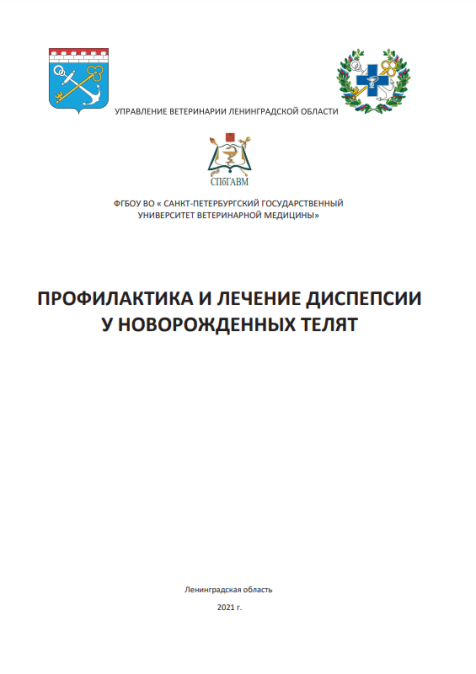 УПРАВЛЕНИЕ ВЕТЕРИНАРИИ ЛЕНИНГРАДСКОЙ ОБЛАСТИ
СПбГАВМ
ФГБОУ ВО « САНКТ-ПЕТЕРБУРГСКИЙ ГОСУДАРСТВЕННЫЙ
УНИВЕРСИТЕТ ВЕТЕРИНАРНОЙ МЕДИЦИНЫ»
ПРОФИЛАКТИКА И ЛЕЧЕНИЕ ДИСПЕПСИИ
У НОВОРОЖДЕННЫХ ТЕЛЯТ
Ленинградская область
2021 г.